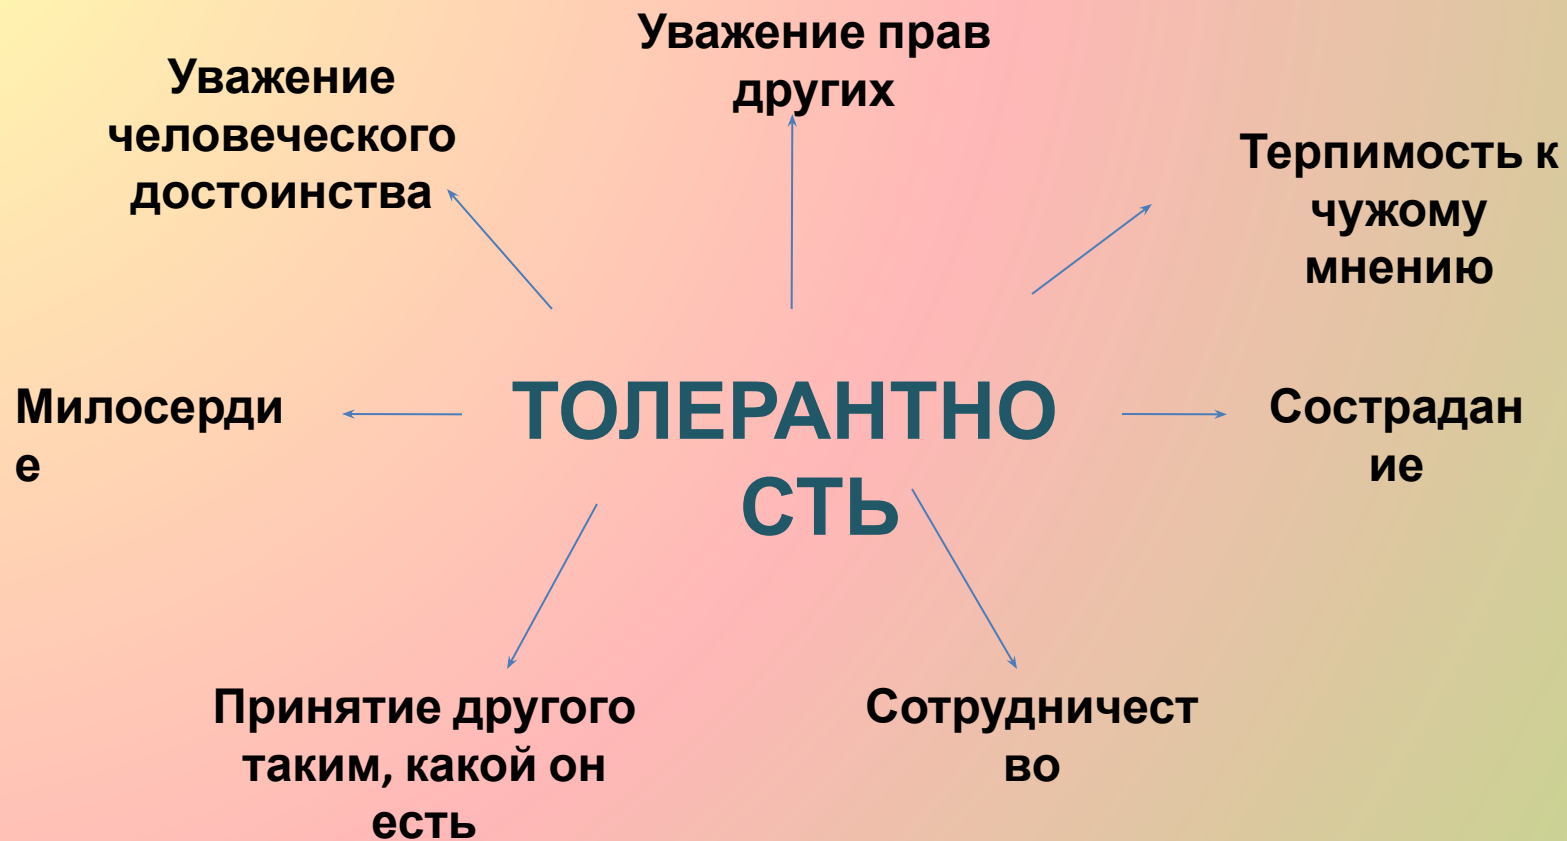 Уважение прав
других
Уважение
человеческого
достоинства
Терпимость к
чужому
мнению
Милосерди
е
ТОЛЕРАНТНО
СТЬ
Сострадан
ие
Принятие другого
таким, какой он
есть
Сотрудничест
во